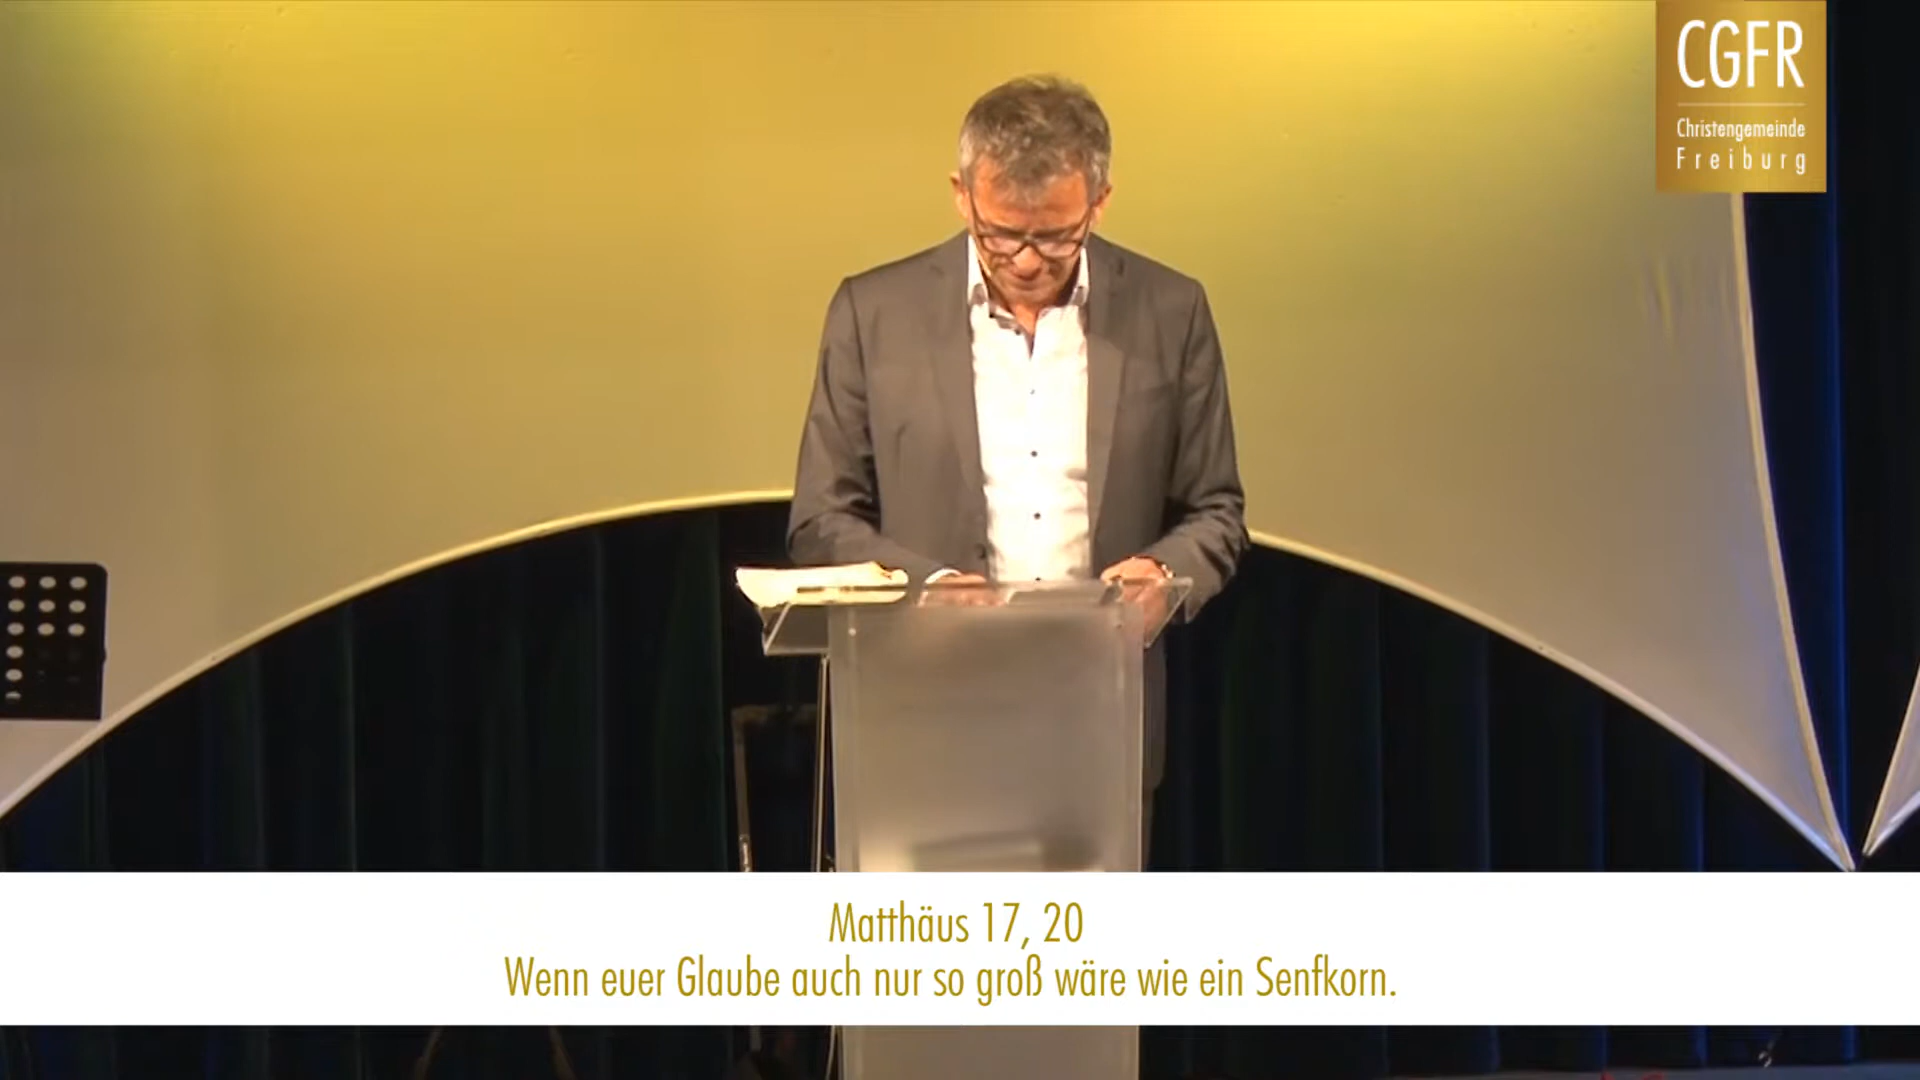 CGFR
Christengemeinde
Freiburg
Matthäus 17, 20
Wenn euer Glaube auch nur so groß wäre wie ein Senfkorn.